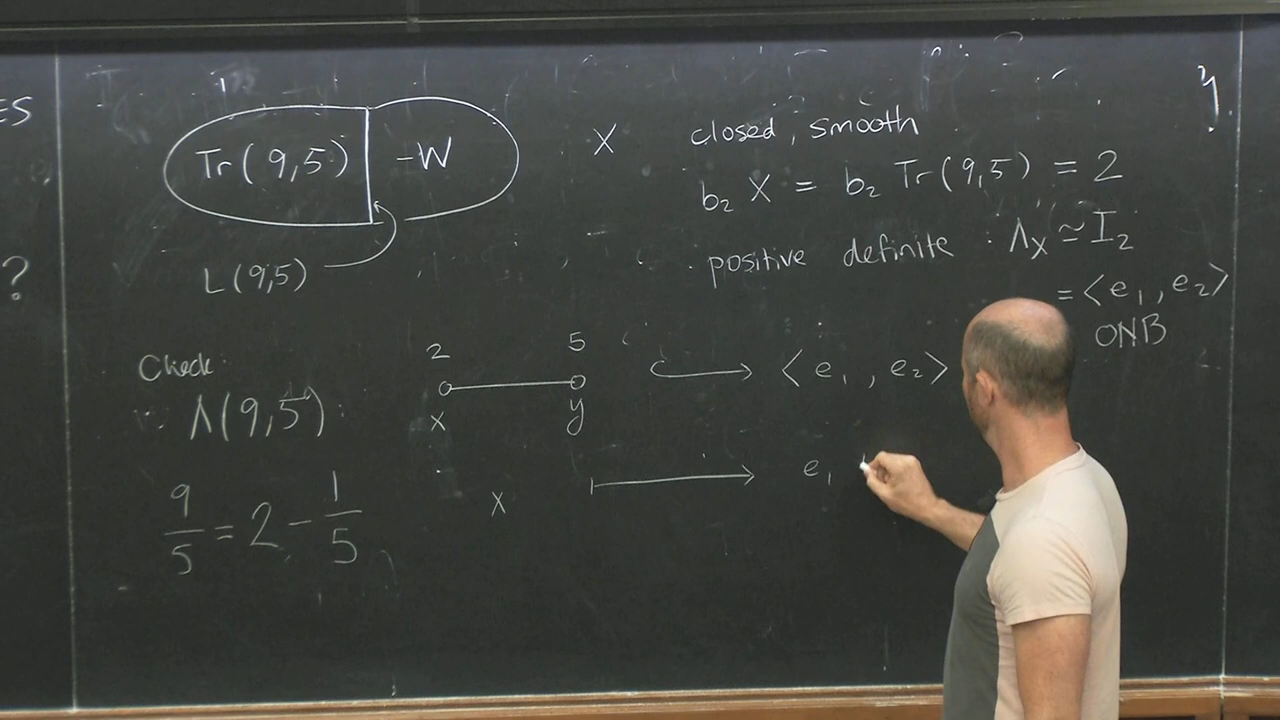 ES
?
Tr(9,5) -W
L(9,5)
X closed, smooth
b₂ X = b₂ Tr(9,5) = 2
positive definite : Λ_X ≃ I₂
= <e₁, e₂>
ONB
Check:
Λ(9,5):
2 5
x y
↪ <e₁, e₂>
x ↦ e₁
9/5 = 2 - 1/5